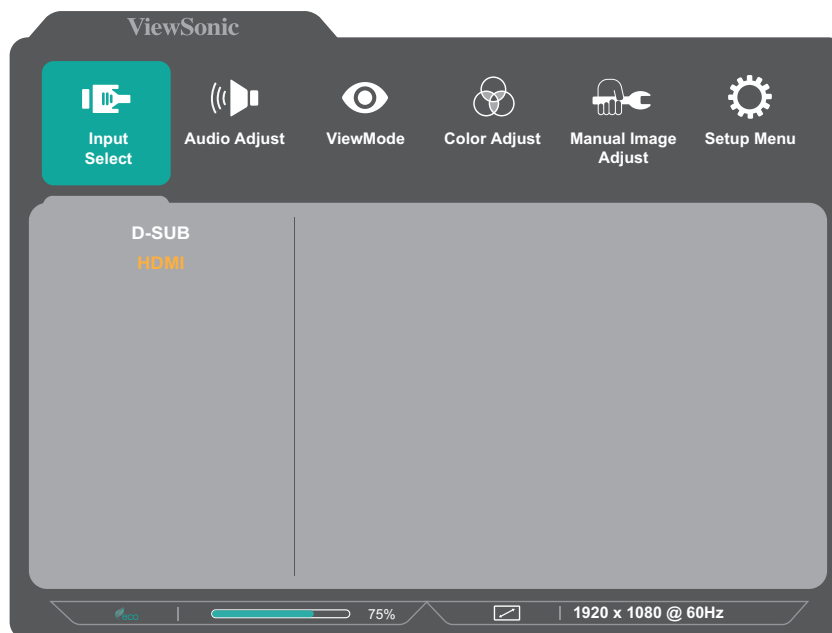 ViewSonic
Input
Select
Audio Adjust
ViewMode
Color Adjust
Manual Image
Adjust
Setup Menu
D-SUB
HDMI
eco
75%
1920 x 1080 @ 60Hz